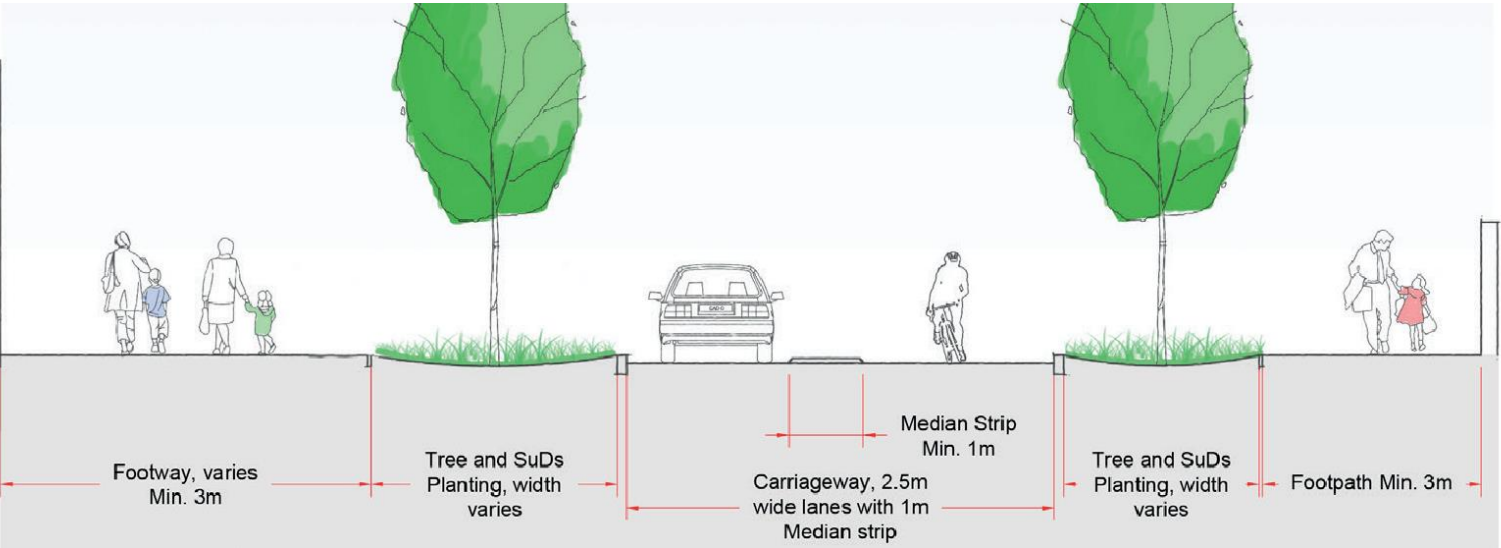 Footway, varies
Min. 3m
Tree and SuDs
Planting, width
varies
Median Strip
Min. 1m
Carriageway, 2.5m
wide lanes with 1m
Median strip
Tree and SuDs
Planting, width
varies
Footpath Min. 3m